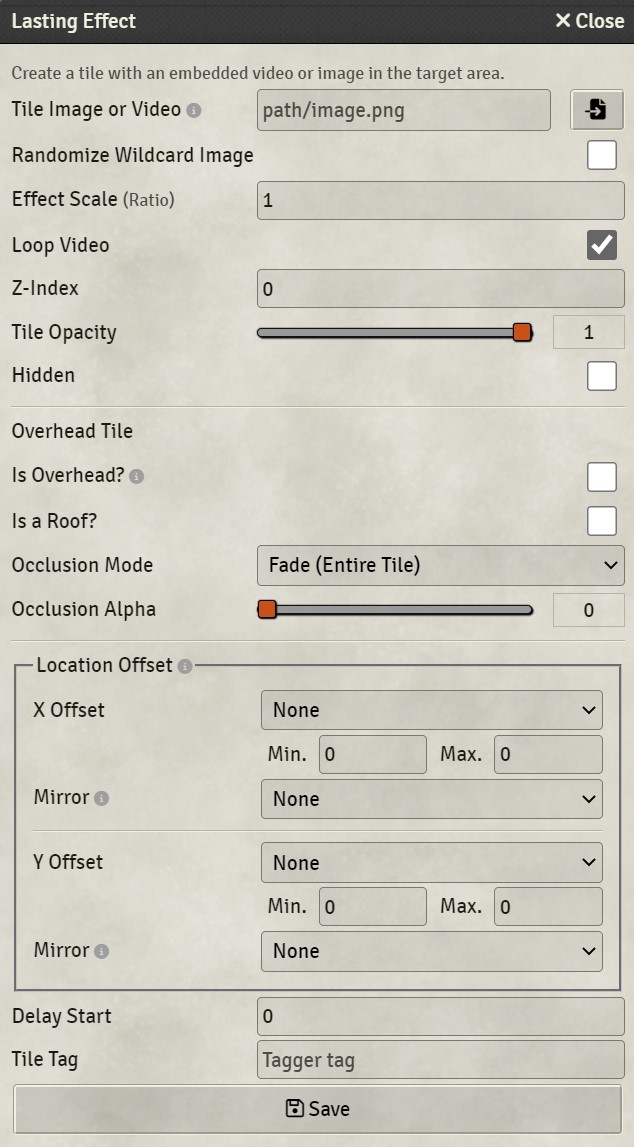 Lasting Effect
Close
Create a tile with an embedded video or image in the target area.
Tile Image or Video path/image.png
Randomize Wildcard Image
Effect Scale (Ratio) 1
Loop Video
Z-Index 0
Tile Opacity 1
Hidden
Overhead Tile
Is Overhead?
Is a Roof?
Occlusion Mode Fade (Entire Tile)
Occlusion Alpha 0
Location Offset
X Offset None
Min. 0 Max. 0
Mirror None
Y Offset None
Min. 0 Max. 0
Mirror None
Delay Start 0
Tile Tag Tagger tag
Save